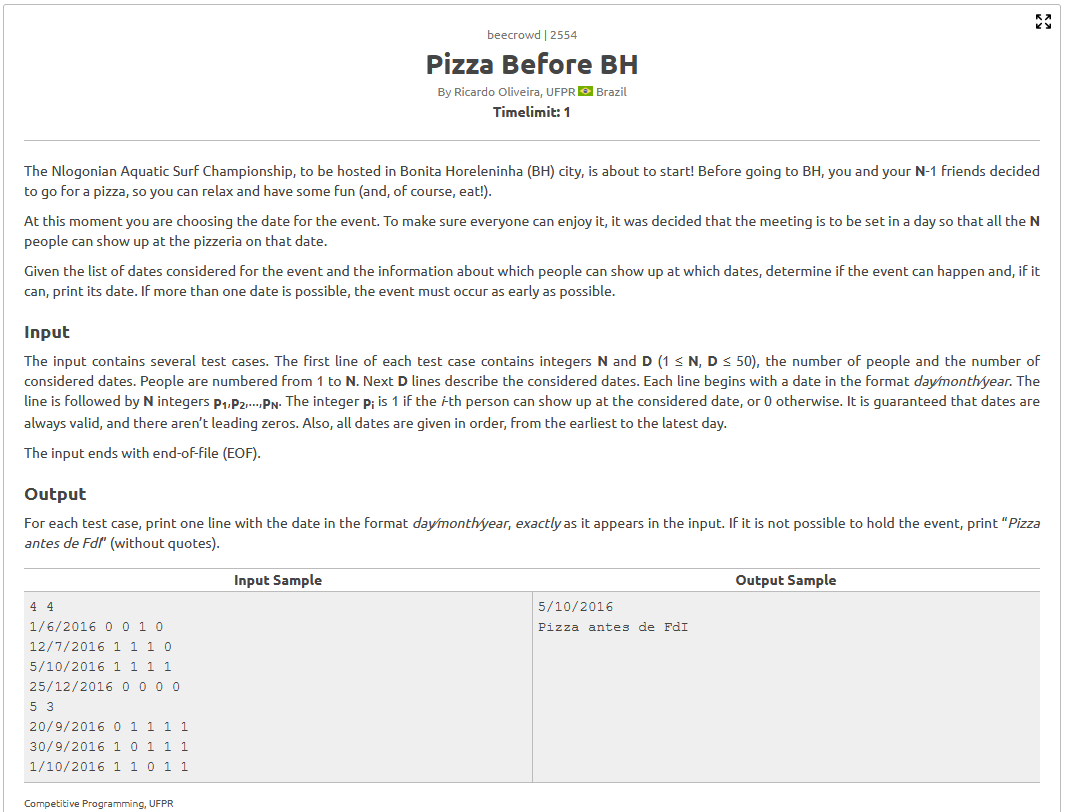 beecrowd | 2554
Pizza Before BH
By Ricardo Oliveira, UFPR Brazil
Timelimit: 1
The Nlogonian Aquatic Surf Championship, to be hosted in Bonita Horeleninha (BH) city, is about to start! Before going to BH, you and your N-1 friends decided
to go for a pizza, so you can relax and have some fun (and, of course, eat!).
At this moment you are choosing the date for the event. To make sure everyone can enjoy it, it was decided that the meeting is to be set in a day so that all the N
people can show up at the pizzeria on that date.
Given the list of dates considered for the event and the information about which people can show up at which dates, determine if the event can happen and, if it
can, print its date. If more than one date is possible, the event must occur as early as possible.
Input
The input contains several test cases. The first line of each test case contains integers N and D (1 ≤ N, D ≤ 50), the number of people and the number of
considered dates. People are numbered from 1 to N. Next D lines describe the considered dates. Each line begins with a date in the format day/month/year. The
line is followed by N integers p1,p2,...,pN. The integer pi is 1 if the i-th person can show up at the considered date, or 0 otherwise. It is guaranteed that dates are
always valid, and there aren't leading zeros. Also, all dates are given in order, from the earliest to the latest day.
The input ends with end-of-file (EOF).
Output
For each test case, print one line with the date in the format day/month/year, exactly as it appears in the input. If it is not possible to hold the event, print "Pizza
antes de FdI" (without quotes).
Input Sample
Output Sample
4 4
1/6/2016 0 0 1 0
12/7/2016 1 1 1 0
5/10/2016 1 1 1 1
25/12/2016 0 0 0 0
5 3
20/9/2016 0 1 1 1 1
30/9/2016 1 0 1 1 1
1/10/2016 1 1 0 1 1
5/10/2016
Pizza antes de FdI
Competitive Programming, UFPR